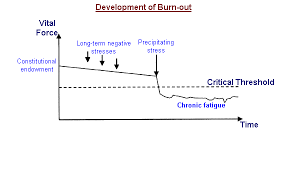 Development of Burn-out
Vital
Force
Long-term negative
stresses
Precipitating
stress
Constitutional
endowment
Critical Threshold
Chronic fatigue
Time